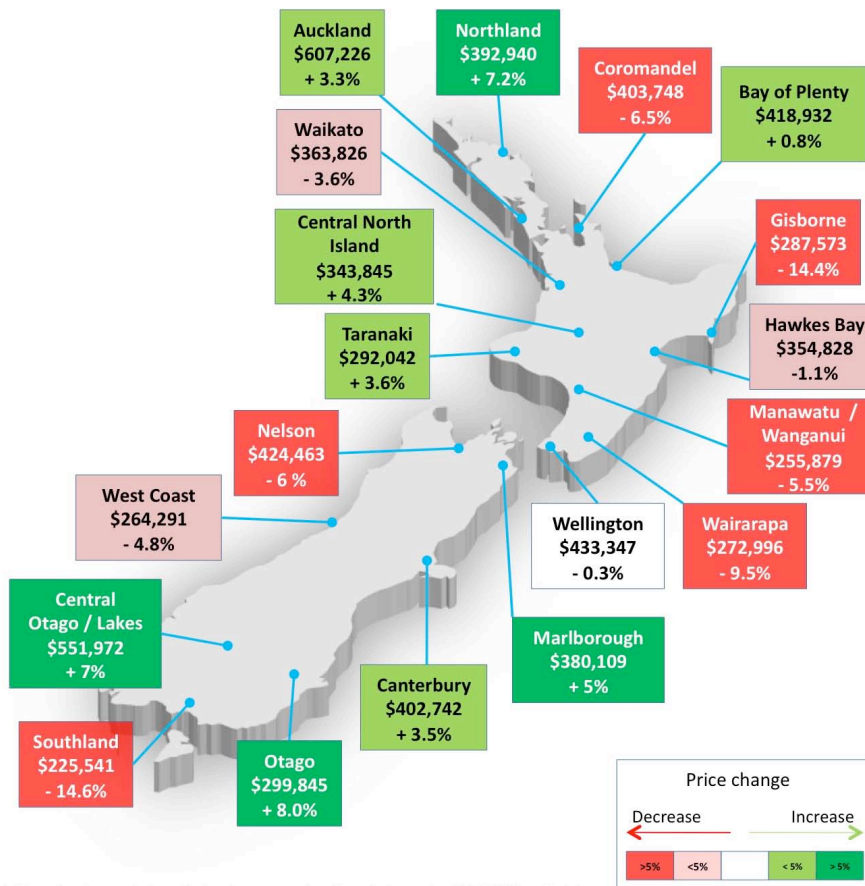 Auckland
$607,226
+ 3.3%
Northland
$392,940
+ 7.2%
Coromandel
$403,748
- 6.5%
Bay of Plenty
$418,932
+ 0.8%
Waikato
$363,826
- 3.6%
Central North
Island
$343,845
+ 4.3%
Gisborne
$287,573
- 14.4%
Taranaki
$292,042
+ 3.6%
Hawkes Bay
$354,828
-1.1%
Nelson
$424,463
- 6 %
Manawatu /
Wanganui
$255,879
- 5.5%
West Coast
$264,291
- 4.8%
Wellington
$433,347
- 0.3%
Wairarapa
$272,996
- 9.5%
Central
Otago / Lakes
$551,972
+ 7%
Marlborough
$380,109
+ 5%
Canterbury
$402,742
+ 3.5%
Southland
$225,541
- 14.6%
Otago
$299,845
+ 8.0%
Price change
Decrease Increase
>5% <5% < 5% > 5%